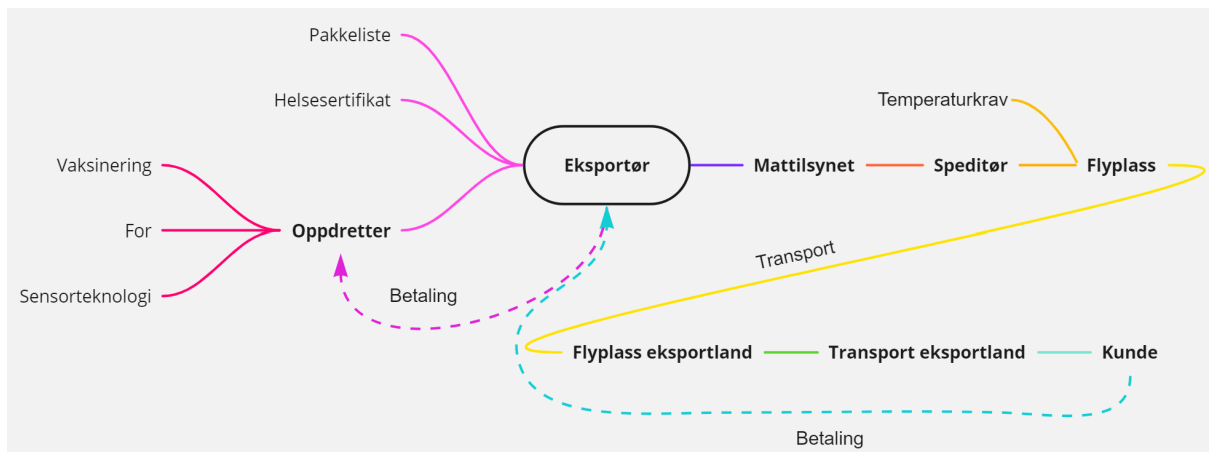 Pakkeliste
Helsesertifikat
Temperaturkrav
Vaksinering
Eksportør
Mattilsynet
Speditør
Flyplass
For
Oppdretter
Sensorteknologi
Betaling
Transport
Flyplass eksportland
Transport eksportland
Kunde
Betaling